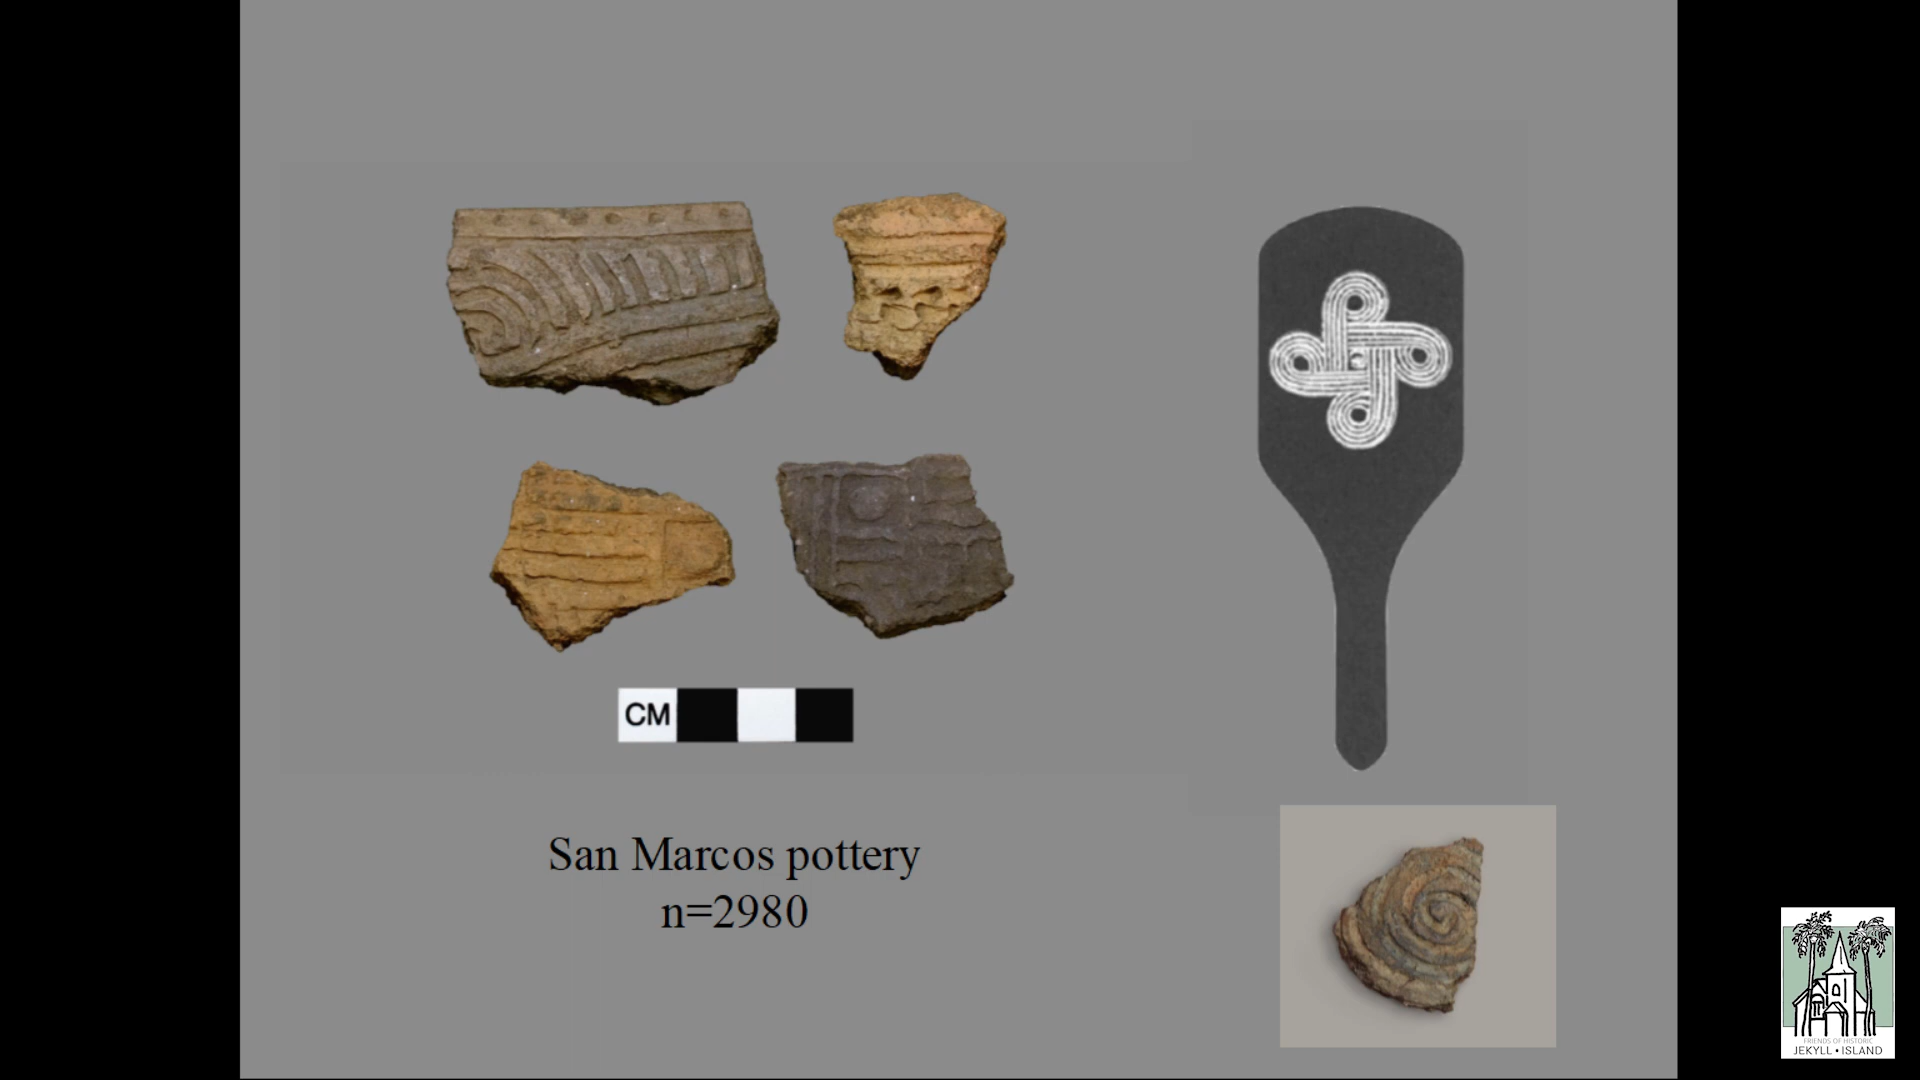 CM
San Marcos pottery
n=2980
FRIENDS OF HISTORIC
JEKYLL • ISLAND